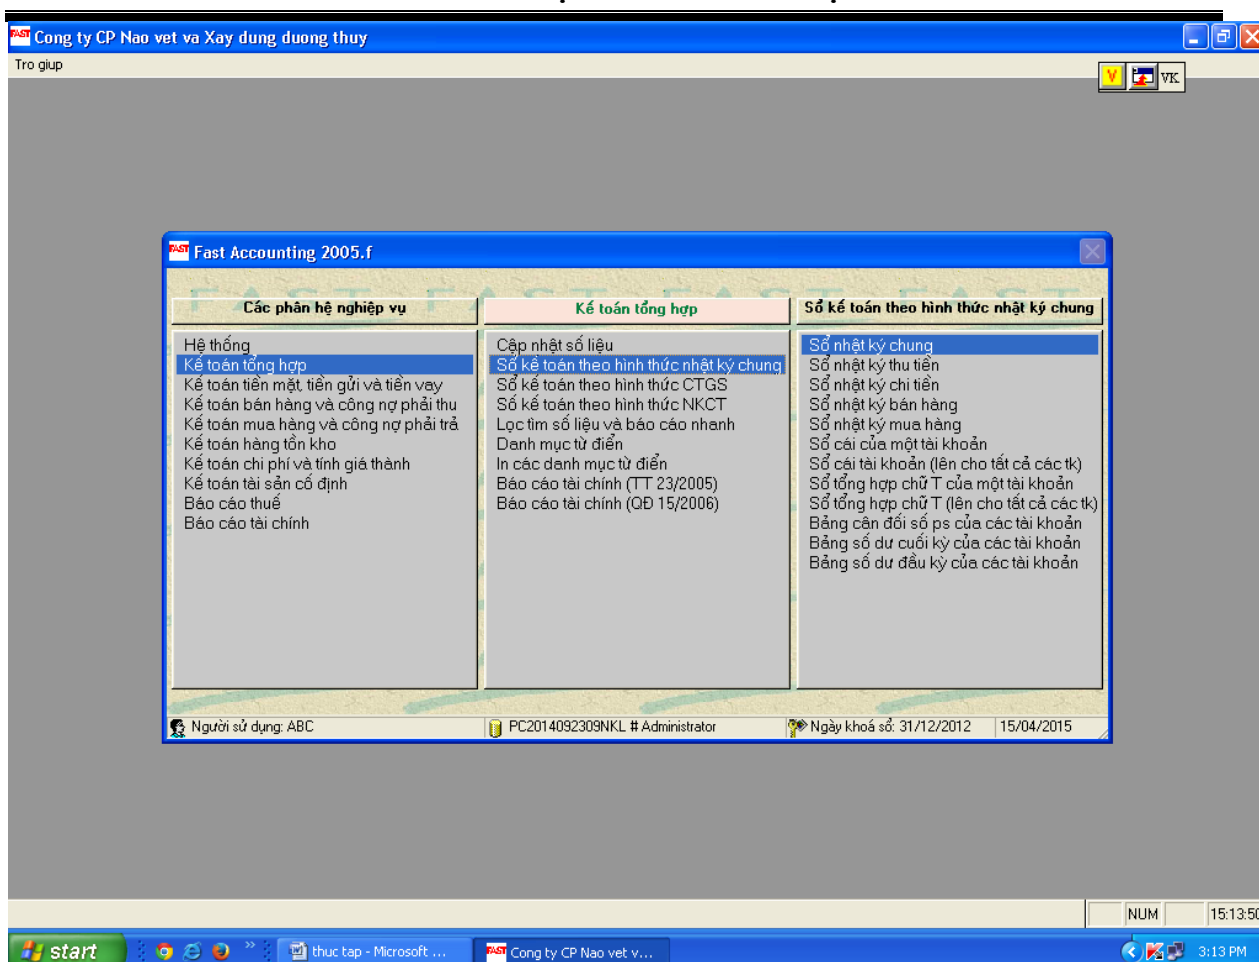 Cong ty CP Nao vet va Xay dung duong thuy
Tro giup
V VK
Fast Accounting 2005.f
Các phân hệ nghiệp vụ
Hệ thống
Kế toán tổng hợp
Kế toán tiền mặt, tiền gửi và tiền vay
Kế toán bán hàng và công nợ phải thu
Kế toán mua hàng và công nợ phải trả
Kế toán hàng tồn kho
Kế toán chi phí và tính giá thành
Kế toán tài sản cố định
Báo cáo thuế
Báo cáo tài chính
Kế toán tổng hợp
Cập nhật số liệu
Sổ kế toán theo hình thức nhật ký chung
Sổ kế toán theo hình thức CTGS
Sổ kế toán theo hình thức NKCT
Lọc tìm số liệu và báo cáo nhanh
Danh mục từ điển
In các danh mục từ điển
Báo cáo tài chính (TT 23/2005)
Báo cáo tài chính (QĐ 15/2006)
Sổ kế toán theo hình thức nhật ký chung
Sổ nhật ký chung
Sổ nhật ký thu tiền
Sổ nhật ký chi tiền
Sổ nhật ký bán hàng
Sổ nhật ký mua hàng
Sổ cái của một tài khoản
Sổ cái tài khoản (lên cho tất cả các tk)
Sổ tổng hợp chữ T của một tài khoản
Sổ tổng hợp chữ T (lên cho tất cả các tk)
Bảng cân đối số ps của các tài khoản
Bảng số dư cuối kỳ của các tài khoản
Bảng số dư đầu kỳ của các tài khoản
Người sử dụng: ABC
PC2014092309NKL # Administrator
Ngày khoá sổ: 31/12/2012
15/04/2015
NUM
15:13:50
start
thuc tap - Microsoft ...
FAST Cong ty CP Nao vet v...
3:13 PM